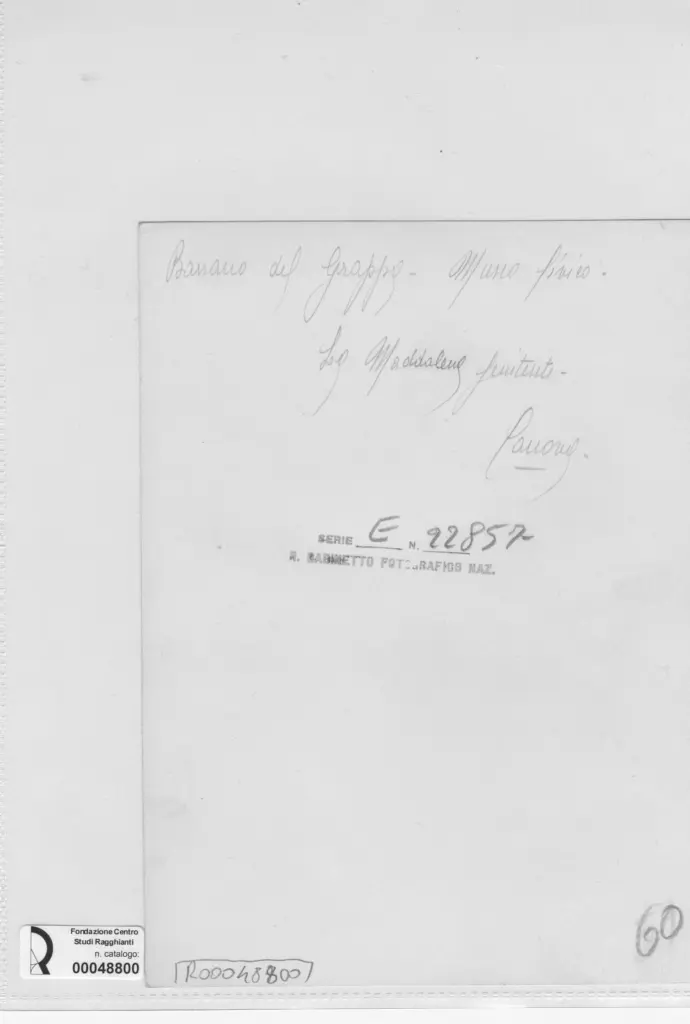 Bassano del Grappa - Museo Civico.
La Maddalena penitente -
Canova.
SERIE E N. 22857
R. GABINETTO FOTOGRAFICO NAZ.
60
Fondazione Centro
Studi Ragghianti
n. catalogo:
00048800
R00048800